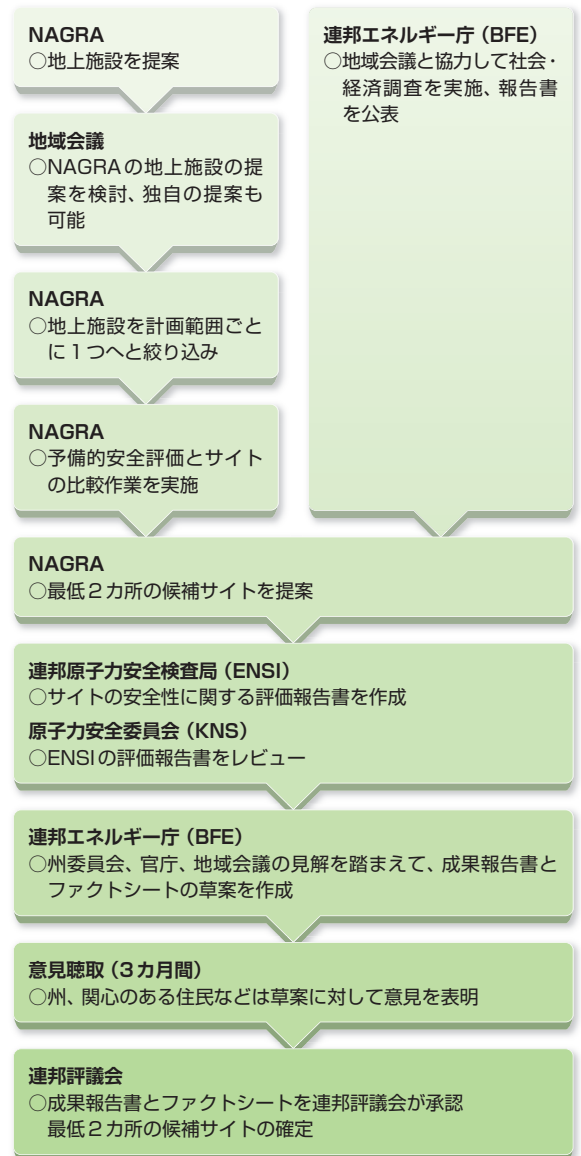 NAGRA
○地上施設を提案
地域会議
○NAGRAの地上施設の提
案を検討、独自の提案も
可能
NAGRA
○地上施設を計画範囲ごと
に1つへと絞り込み
NAGRA
○予備的安全評価とサイト
の比較作業を実施
連邦エネルギー庁（BFE）
○地域会議と協力して社会・
経済調査を実施、報告書
を公表
NAGRA
○最低2カ所の候補サイトを提案
連邦原子力安全検査局（ENSI）
○サイトの安全性に関する評価報告書を作成
原子力安全委員会（KNS）
○ENSIの評価報告書をレビュー
連邦エネルギー庁（BFE）
○州委員会、官庁、地域会議の見解を踏まえて、成果報告書と
ファクトシートの草案を作成
意見聴取（3カ月間）
○州、関心のある住民などは草案に対して意見を表明
連邦評議会
○成果報告書とファクトシートを連邦評議会が承認
最低2カ所の候補サイトの確定